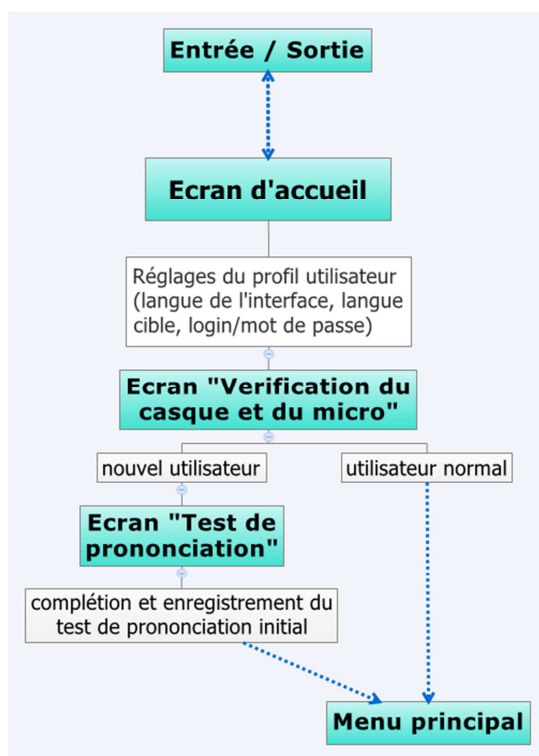 Entrée / Sortie
Ecran d'accueil
Réglages du profil utilisateur
(langue de l'interface, langue
cible, login/mot de passe)
Ecran "Verification du
casque et du micro"
nouvel utilisateur
utilisateur normal
Ecran "Test de
prononciation"
complétion et enregistrement du
test de prononciation initial
Menu principal